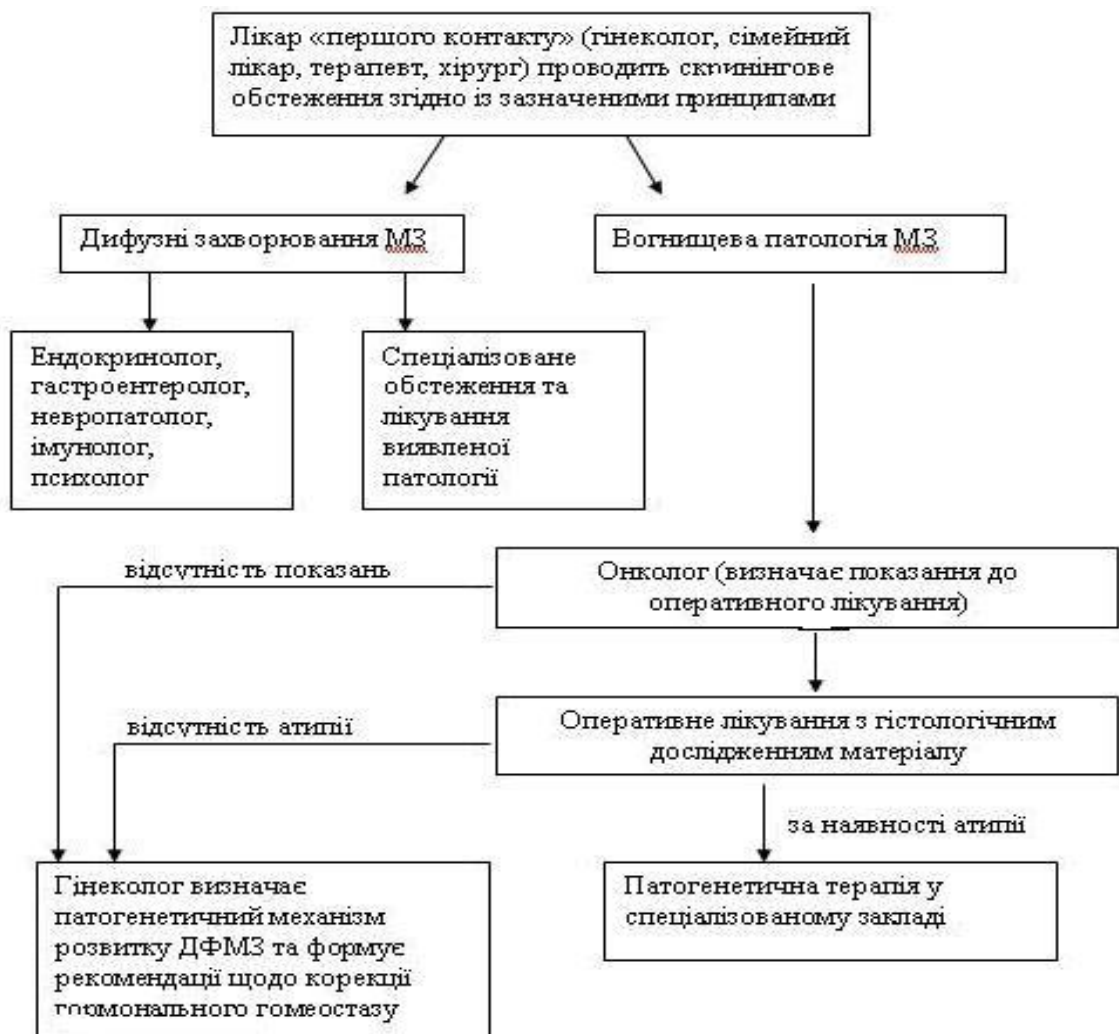 Лікар «першого контакту» (гінеколог, сімейний
лікар, терапевт, хірург) проводить скринінгове
обстеження згідно із зазначеними принципами
Дифузні захворювання МЗ
Вогнищева патологія МЗ
Ендокринолог,
гастроентеролог,
невропатолог,
імунолог,
психолог
Спеціалізоване
обстеження та
лікування
виявленої
патології
відсутність показань
Онколог (визначає показання до
оперативного лікування)
відсутність атипії
Оперативне лікування з гістологічним
дослідженням матеріалу
за наявності атипії
Гінеколог визначає
патогенетичний механізм
розвитку ДФМЗ та формує
рекомендації щодо корекції
гормонального гомеостазу
Патогенетична терапія у
спеціалізованому закладі